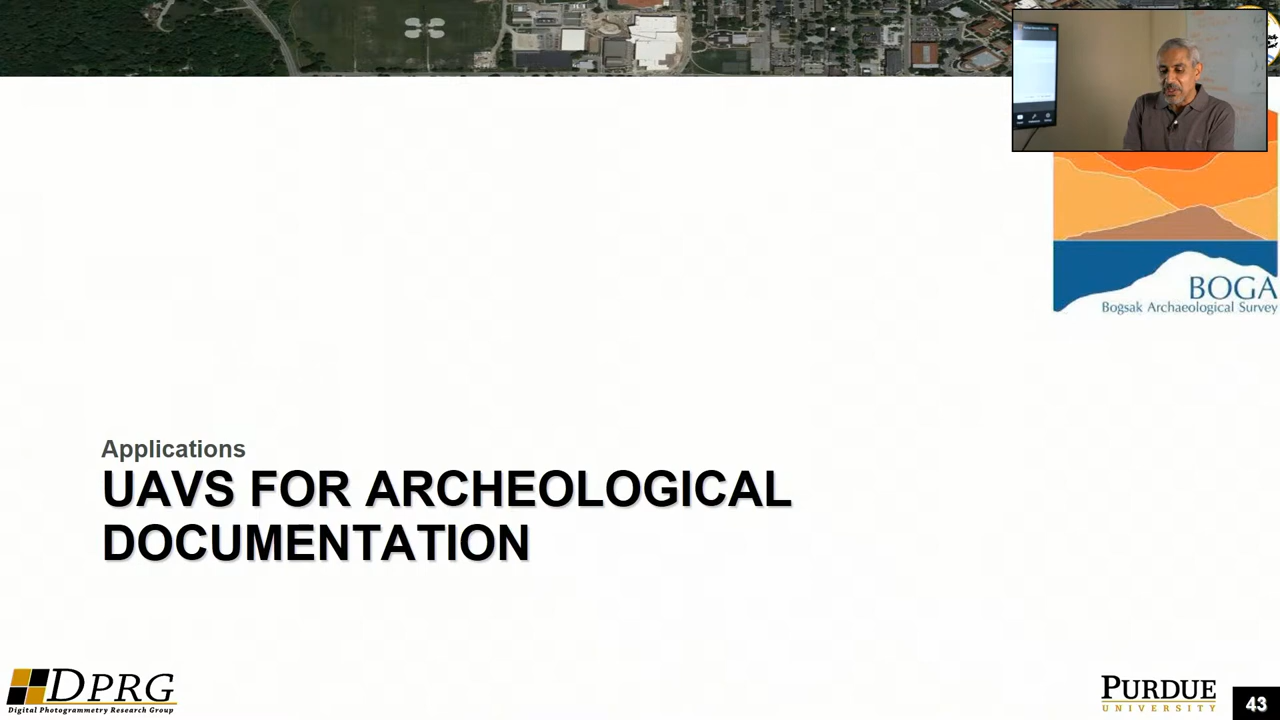 BOGA
Bogsak Archaeological Survey
Applications
UAVS FOR ARCHEOLOGICAL
DOCUMENTATION
DPRG
Digital Photogrammetry Research Group
PURDUE
UNIVERSITY
43